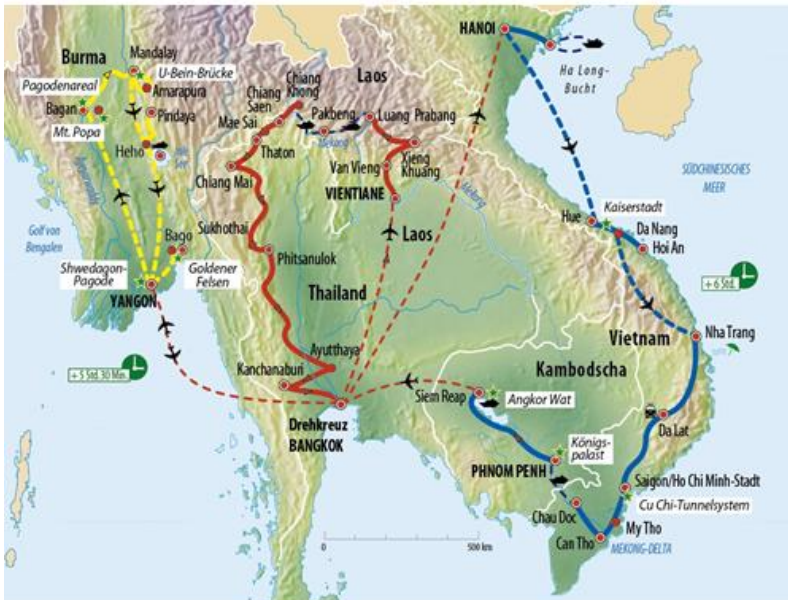 HANOI
Burma
Mandalay
U-Bein-Brücke
Pagodenareal
Amarapura
Bagan
Pindaya
Mt. Popa
Heho
Chiang
Khong
Chiang
Saen
Mae Sai
Thaton
Chiang Mai
Laos
Pakbeng
Luang Prabang
Mekong
Xieng
Khuang
Van Vieng
VIENTIANE
Mekong
Laos
Ha Long-
Bucht
SÜDCHINESISCHES
MEER
Golf von
Bengalen
Sukhothai
Phitsanulok
Bago
Shwedagon-
Pagode
Goldener
Felsen
YANGON
Thailand
Hue
Kaiserstadt
Da Nang
Hoi An
+ 6 Std.
Vietnam
Nha Trang
+ 5 Std. 30 Min.
Ayutthaya
Kanchanaburi
Kambodscha
Siem Reap
Angkor Wat
Drehkreuz
BANGKOK
Königs-
palast
PHNOM PENH
Da Lat
Saigon/Ho Chi Minh-Stadt
Cu Chi-Tunnelsystem
Chau Doc
My Tho
Can Tho
MEKONG-DELTA
0
500 km